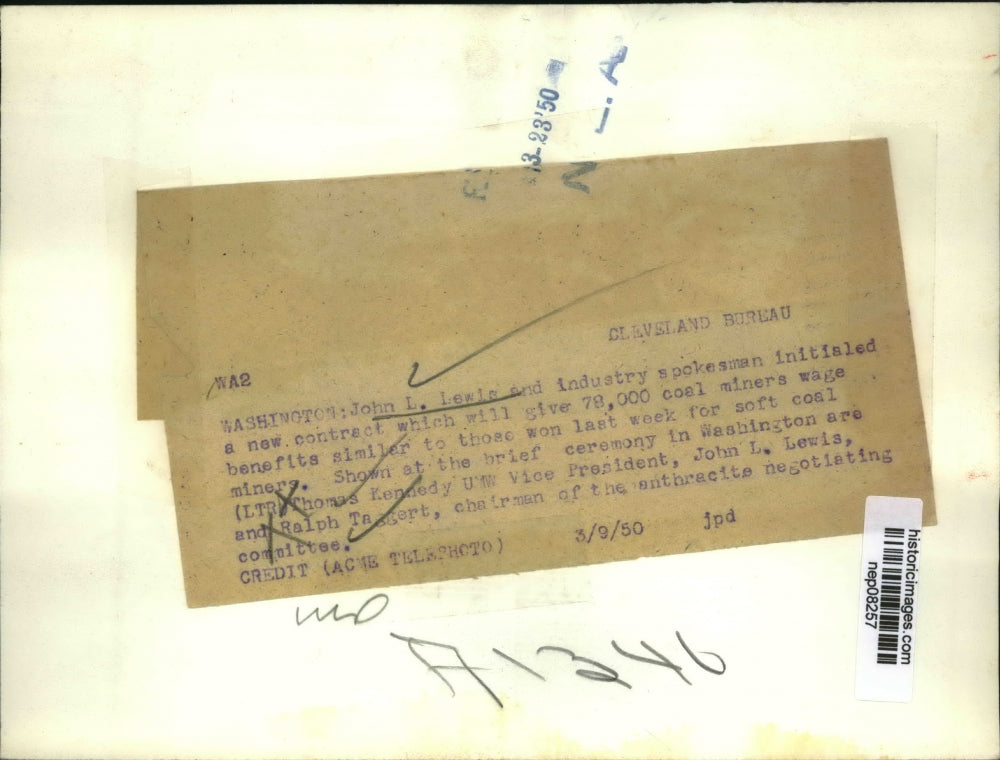 3-23'50
N. A
CLEVELAND BUREAU
WA2
WASHINGTON:John L. Lewis and industry spokesman initialed
a new contract which will give 78,000 coal miners wage
benefits similar to those won last week for soft coal
miners. Shown at the brief ceremony in Washington are
(LTR)Thomas Kennedy UMW Vice President, John L. Lewis,
and Ralph Taggert, chairman of the anthracite negotiating
committee.
CREDIT (ACME TELEPHOTO) 3/9/50 jpd
A1346
historicimages.com
nep08257